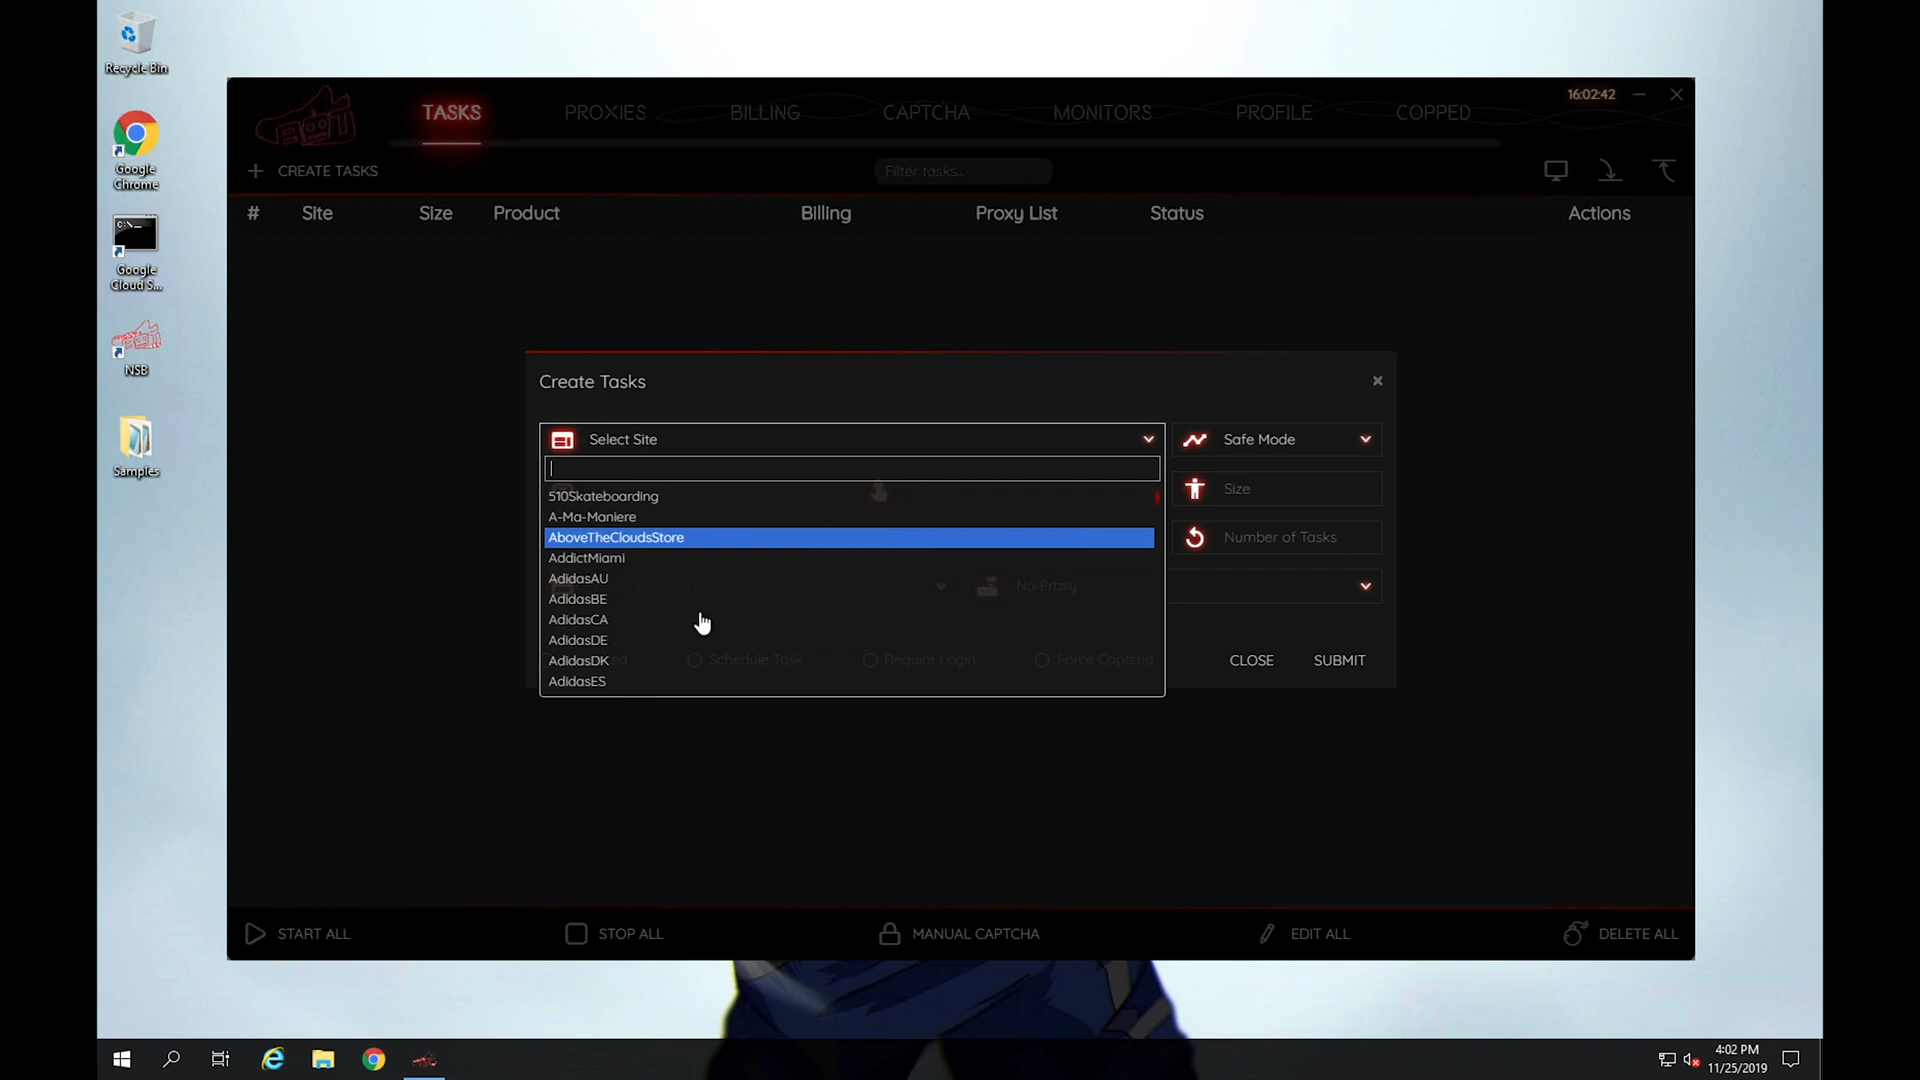 Recycle Bin
Google
Chrome
Google
Cloud S...
NSB
Samples
TASKS
PROXIES
BILLING
CAPTCHA
MONITORS
PROFILE
COPPED
16:02:42
CREATE TASKS
Filter tasks...
# Site Size Product Billing Proxy List Status Actions
Create Tasks
Select Site
Safe Mode
510Skateboarding
Size
A-Ma-Maniere
AboveTheCloudsStore
Number of Tasks
AddictMiami
AdidasAU
No Proxy
AdidasBE
AdidasCA
AdidasDE
AdidasDK
Schedule Task
Require Login
Force Captcha
CLOSE
SUBMIT
AdidasES
START ALL
STOP ALL
MANUAL CAPTCHA
EDIT ALL
DELETE ALL
4:02 PM
11/25/2019